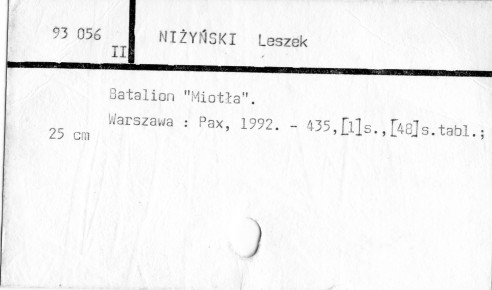 93 056
II
NIŻYŃSKI Leszek
Batalion "Miotła".
Warszawa : Pax, 1992. - 435,[1]s.,[48]s.tabl.;
25 cm